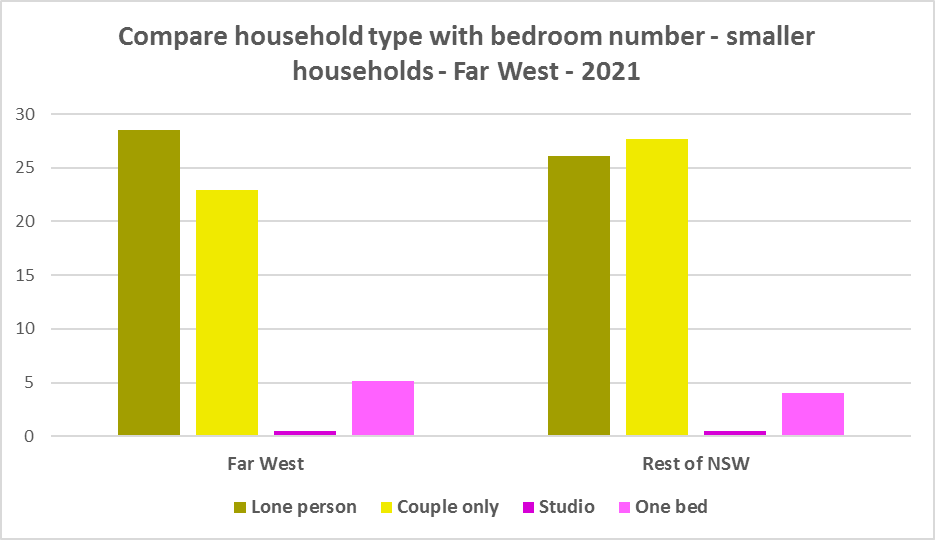 Compare household type with bedroom number - smaller
households - Far West - 2021
30
25
20
15
10
5
0
Far West
Rest of NSW
Lone person
Couple only
Studio
One bed